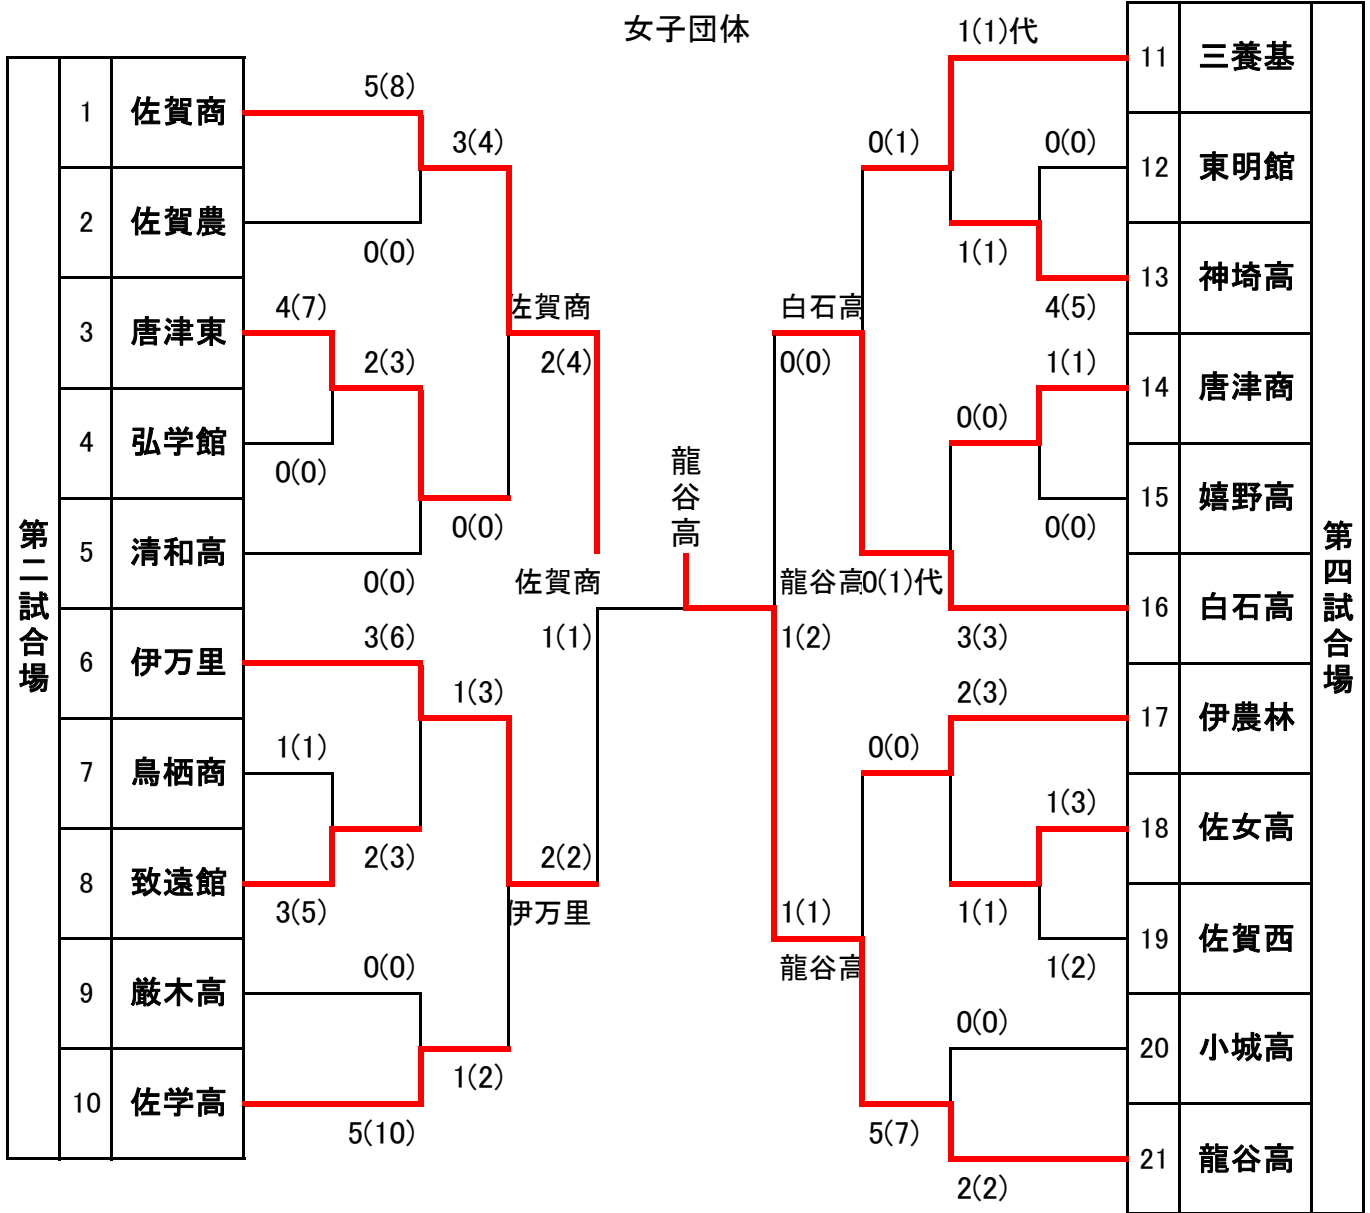 女子団体
第二試合場
1 佐賀商
2 佐賀農
3 唐津東
4 弘学館
5 清和高
6 伊万里
7 鳥栖商
8 致遠館
9 厳木高
10 佐学高
5(8)
3(4)
0(0)
4(7)
2(3)
0(0)
0(0)
0(0)
佐賀商
2(4)
佐賀商
1(1)
3(6)
1(3)
1(1)
2(3)
3(5)
2(2)
伊万里
0(0)
1(2)
5(10)
龍谷高
1(1)代
0(1)
0(0)
1(1)
4(5)
白石高
0(0)
1(1)
0(0)
0(0)
龍谷高
0(1)代
1(2)
3(3)
2(3)
0(0)
1(3)
1(1)
1(1)
龍谷高
1(2)
0(0)
5(7)
2(2)
11 三養基
12 東明館
13 神埼高
14 唐津商
15 嬉野高
16 白石高
17 伊農林
18 佐女高
19 佐賀西
20 小城高
21 龍谷高
第四試合場